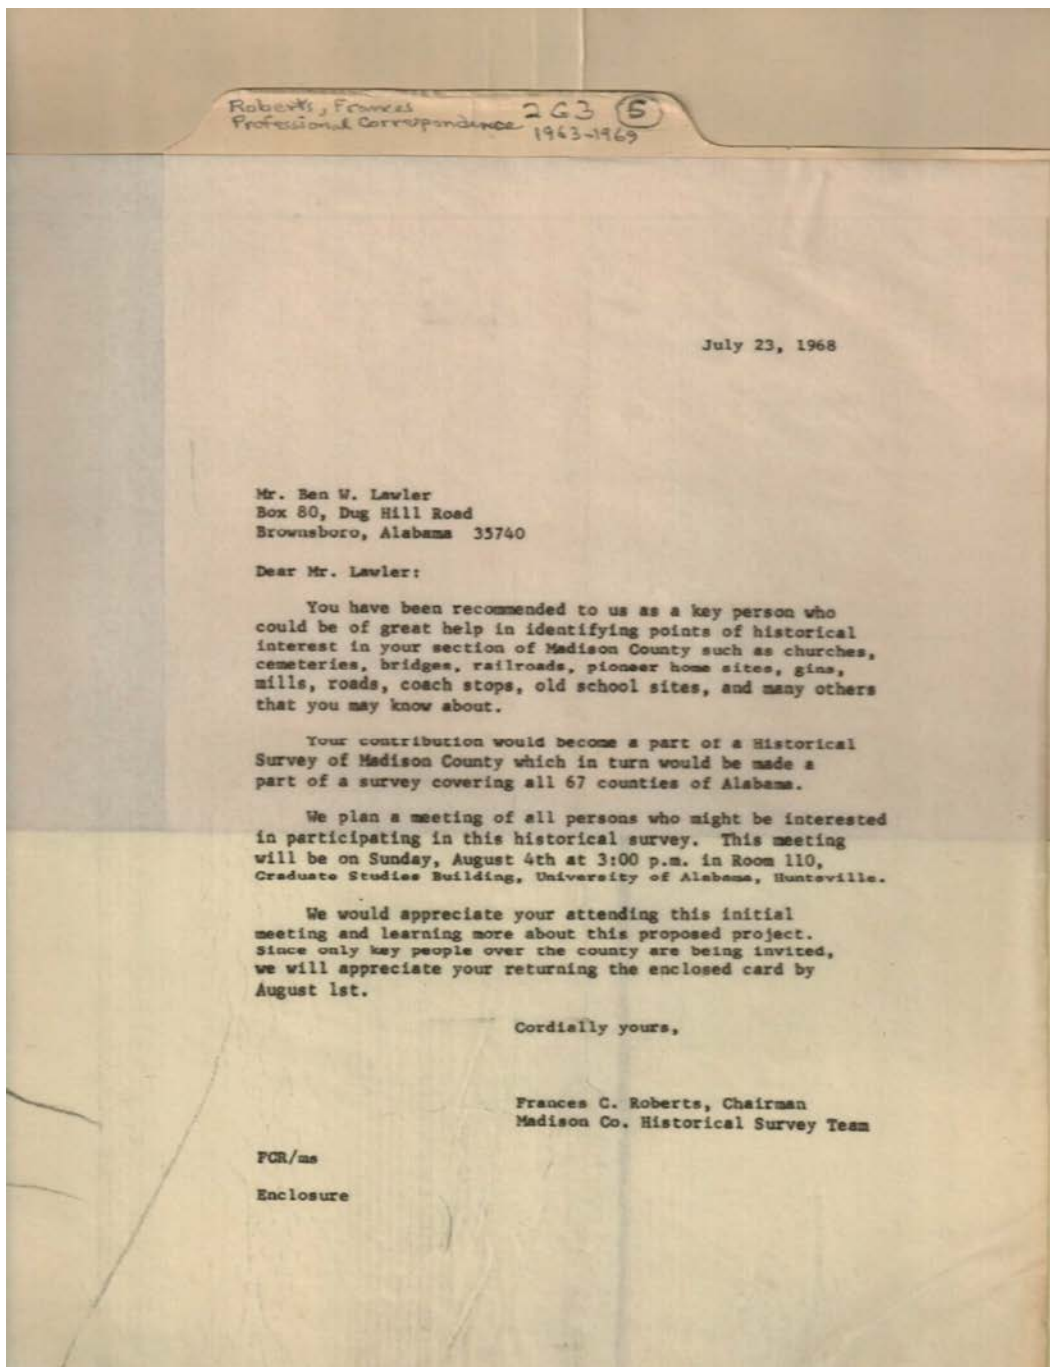 Roberts, Frances
Professional Correspondence
2G3 5
1963-1969
July 23, 1968
Mr. Ben W. Lawler
Box 80, Dug Hill Road
Brownsboro, Alabama 35740
Dear Mr. Lawler:
You have been recommended to us as a key person who
could be of great help in identifying points of historical
interest in your section of Madison County such as churches,
cemeteries, bridges, railroads, pioneer home sites, gins,
mills, roads, coach stops, old school sites, and many others
that you may know about.
Your contribution would become a part of a Historical
Survey of Madison County which in turn would be made a
part of a survey covering all 67 counties of Alabama.
We plan a meeting of all persons who might be interested
in participating in this historical survey. This meeting
will be on Sunday, August 4th at 3:00 p.m. in Room 110,
Graduate Studies Building, University of Alabama, Huntsville.
We would appreciate your attending this initial
meeting and learning more about this proposed project.
Since only key people over the county are being invited,
we will appreciate your returning the enclosed card by
August 1st.
Cordially yours,
Frances C. Roberts, Chairman
Madison Co. Historical Survey Team
FCR/ms
Enclosure